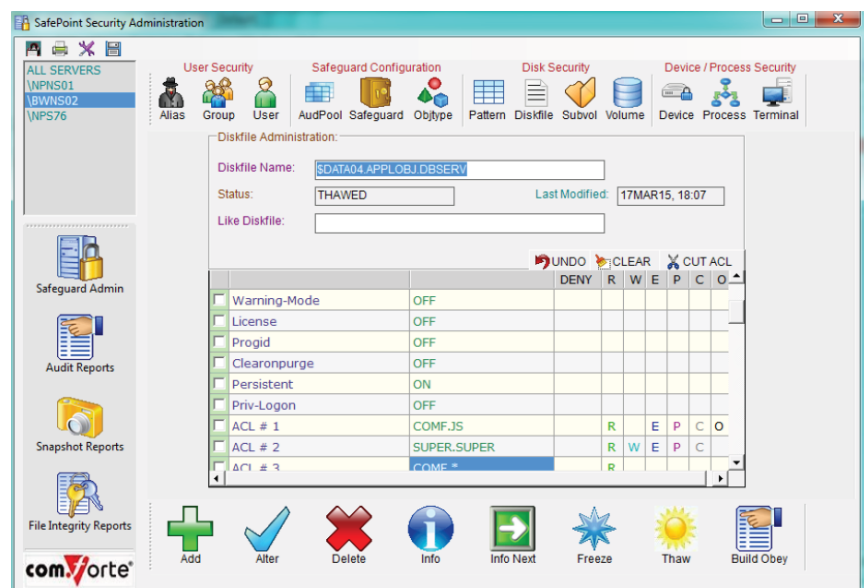 SafePoint Security Administration
ALL SERVERS
\NPNS01
\BWNS02
\NPS76
User Security
Safeguard Configuration
Disk Security
Device / Process Security
Alias Group User AudPool Safeguard Objtype Pattern Diskfile Subvol Volume Device Process Terminal
Diskfile Administration:
Diskfile Name: $DATA04.APPLOBJ.DBSERV
Status: THAWED Last Modified: 17MAR15, 18:07
Like Diskfile:
UNDO CLEAR CUT ACL
DENY R W E P C O
Warning-Mode OFF
License OFF
Progid OFF
Clearonpurge OFF
Persistent ON
Priv-Logon OFF
ACL # 1 COMF.JS R E P C O
ACL # 2 SUPER.SUPER R W E P C
ACL # 3 COMF.* R
Safeguard Admin
Audit Reports
Snapshot Reports
File Integrity Reports
comforte
Add Alter Delete Info Info Next Freeze Thaw Build Obey